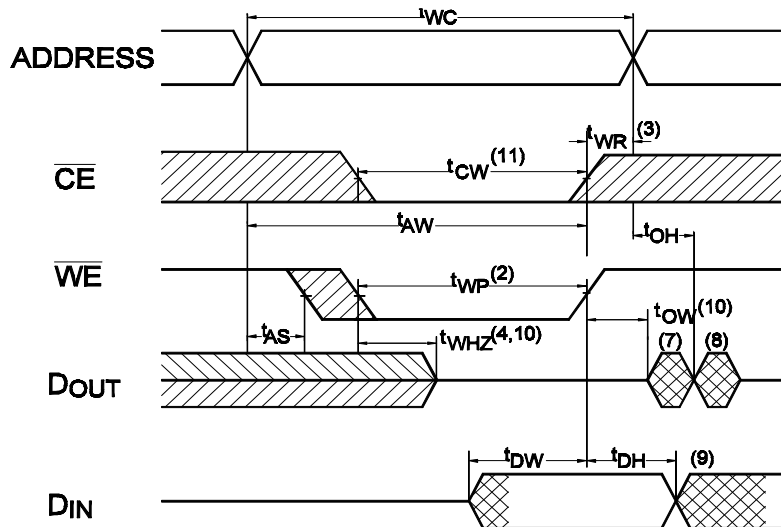 tWC
ADDRESS
tWR(3)
CE
tCW(11)
tAW
tOH
WE
tWP(2)
tOW(10)
tAS
tWHZ(4,10)
(7) (8)
DOUT
tDW tDH (9)
DIN